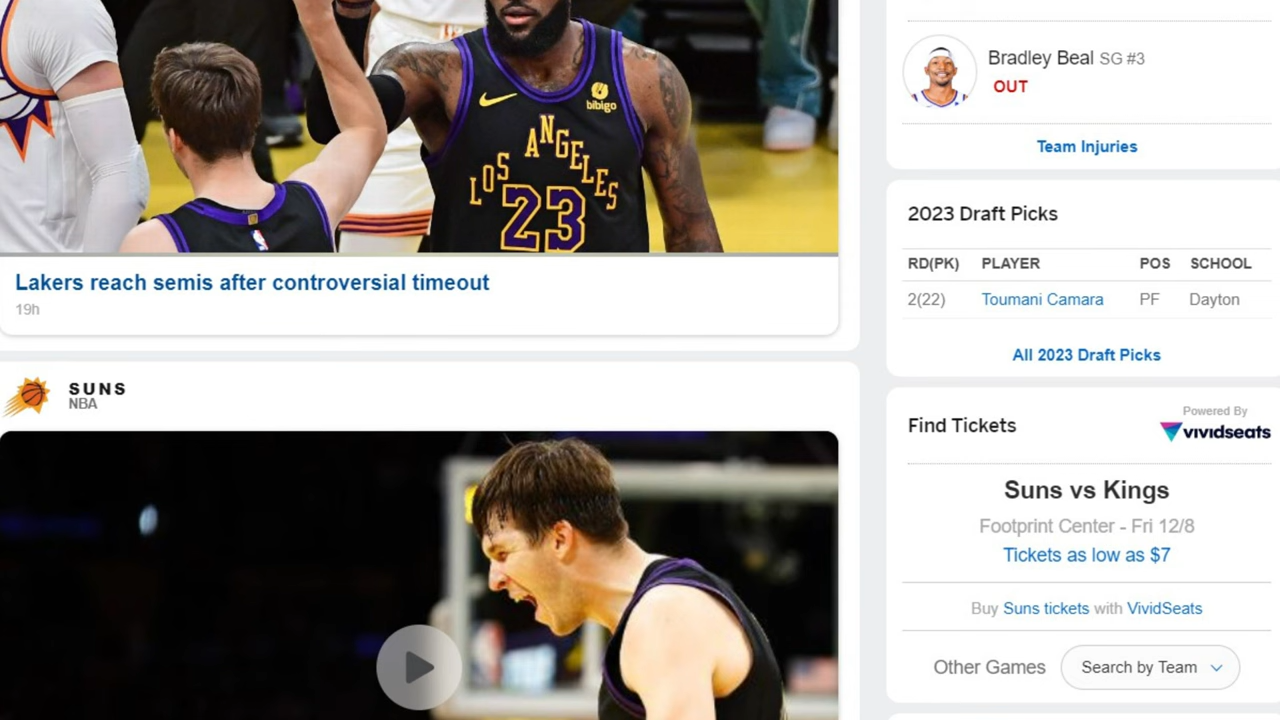 bibigo
LOS ANGELES
23
Lakers reach semis after controversial timeout
19h
SUNS
NBA
Bradley Beal SG #3
OUT
Team Injuries
2023 Draft Picks
RD(PK) PLAYER POS SCHOOL
2(22) Toumani Camara PF Dayton
All 2023 Draft Picks
Find Tickets
Powered By
vividseats
Suns vs Kings
Footprint Center - Fri 12/8
Tickets as low as $7
Buy Suns tickets with VividSeats
Other Games
Search by Team